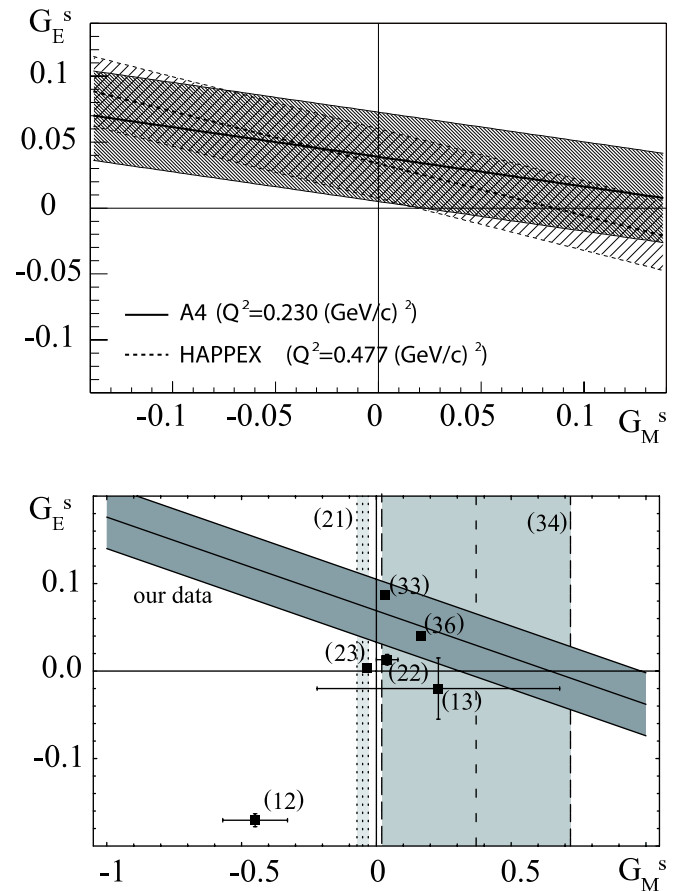 G_E^s
0.1
0.05
0
-0.05
-0.1
A4 (Q²=0.230 (GeV/c) ²)
HAPPEX (Q²=0.477 (GeV/c) ²)
-0.1 -0.05 0 0.05 0.1 G_M^s
G_E^s
(21) (34)
0.1
our data
(33)
(36)
(23)
(22)
0.0
(13)
-0.1
(12)
-1 -0.5 0 0.5 G_M^s